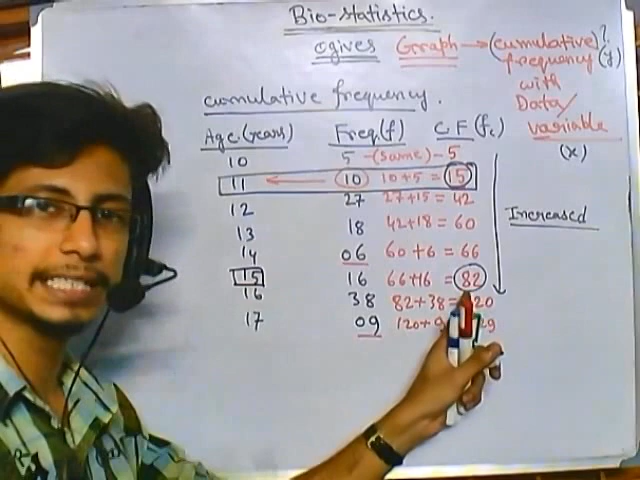 Bio-Statistics.
Ogives Graph → (cumulative)?
frequency (y)
with
Data/
variable
(x)
cumulative frequency.
Age (years) Freq (f) C F (fc)
10 5 -(same)- 5
11 ← 10 10+5 = 15
12 27 27+15 = 42
13 18 42+18 = 60
14 06 60+6 = 66
15 16 66+16 = 82
16 38 82+38= 120
17 09 120+9 29
Increased